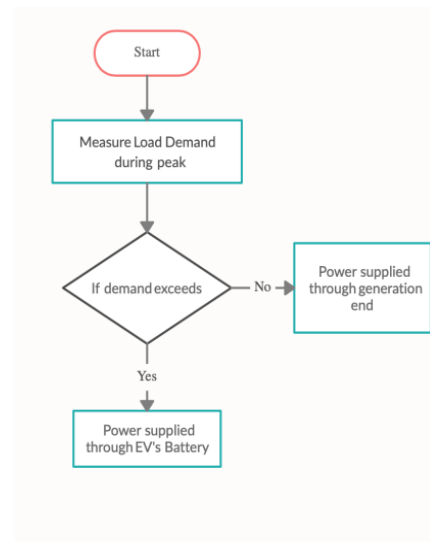 Start
Measure Load Demand
during peak
If demand exceeds
No
Power supplied
through generation
end
Yes
Power supplied
through EV's Battery